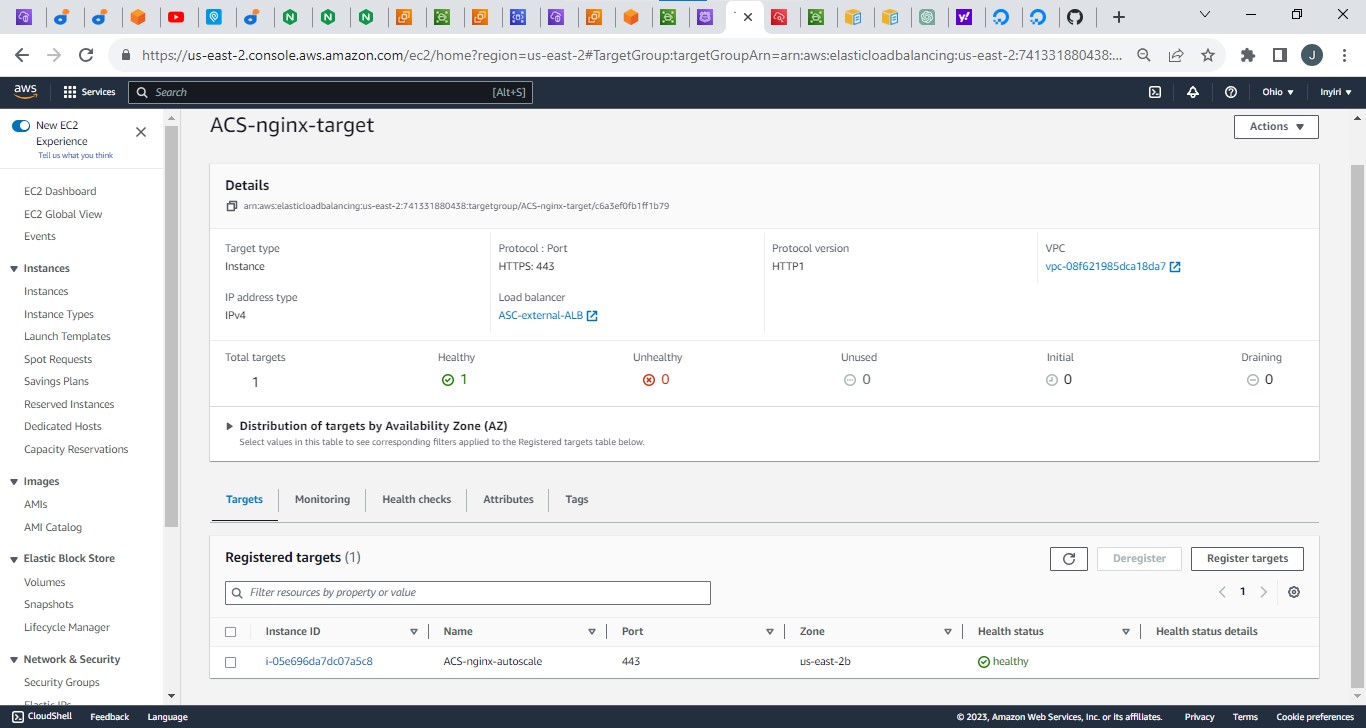 https://us-east-2.console.aws.amazon.com/ec2/home?region=us-east-2#TargetGroup:targetGroupArn=arn:aws:elasticloadbalancing:us-east-2:741331880438:...
J
aws
Services
Search
[Alt+S]
Ohio
Inyiri
New EC2 Experience
Tell us what you think
EC2 Dashboard
EC2 Global View
Events
Instances
Instances
Instance Types
Launch Templates
Spot Requests
Savings Plans
Reserved Instances
Dedicated Hosts
Capacity Reservations
Images
AMIs
AMI Catalog
Elastic Block Store
Volumes
Snapshots
Lifecycle Manager
Network & Security
Security Groups
Elastic IPs
ACS-nginx-target
Actions
Details
arn:aws:elasticloadbalancing:us-east-2:741331880438:targetgroup/ACS-nginx-target/c6a3ef0fb1ff1b79
Target type
Instance
Protocol : Port
HTTPS: 443
Protocol version
HTTP1
VPC
vpc-08f621985dca18da7
IP address type
IPv4
Load balancer
ASC-external-ALB
Total targets
1
Healthy
1
Unhealthy
0
Unused
0
Initial
0
Draining
0
Distribution of targets by Availability Zone (AZ)
Select values in this table to see corresponding filters applied to the Registered targets table below.
Targets
Monitoring
Health checks
Attributes
Tags
Registered targets (1)
Deregister
Register targets
Filter resources by property or value
1
Instance ID
Name
Port
Zone
Health status
Health status details
i-05e696da7dc07a5c8
ACS-nginx-autoscale
443
us-east-2b
healthy
CloudShell
Feedback
Language
© 2023, Amazon Web Services, Inc. or its affiliates.
Privacy
Terms
Cookie preferences